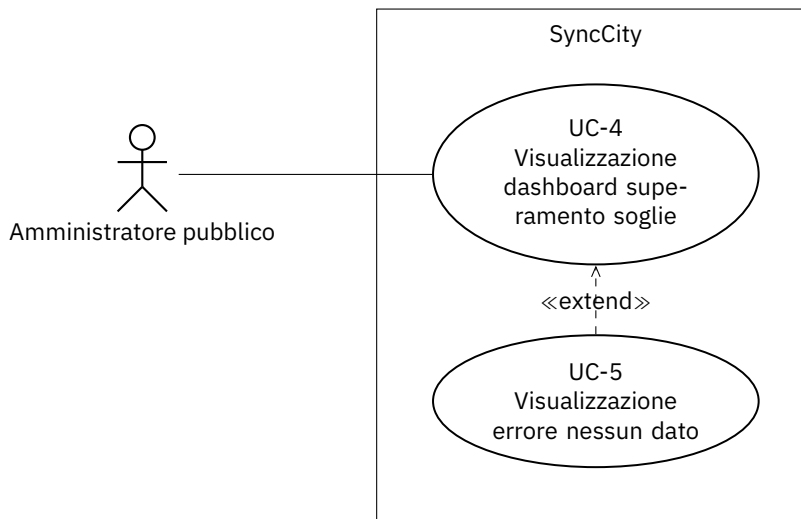 SyncCity
UC-4
Visualizzazione
dashboard supe-
ramento soglie
Amministratore pubblico
≪extend≫
UC-5
Visualizzazione
errore nessun dato